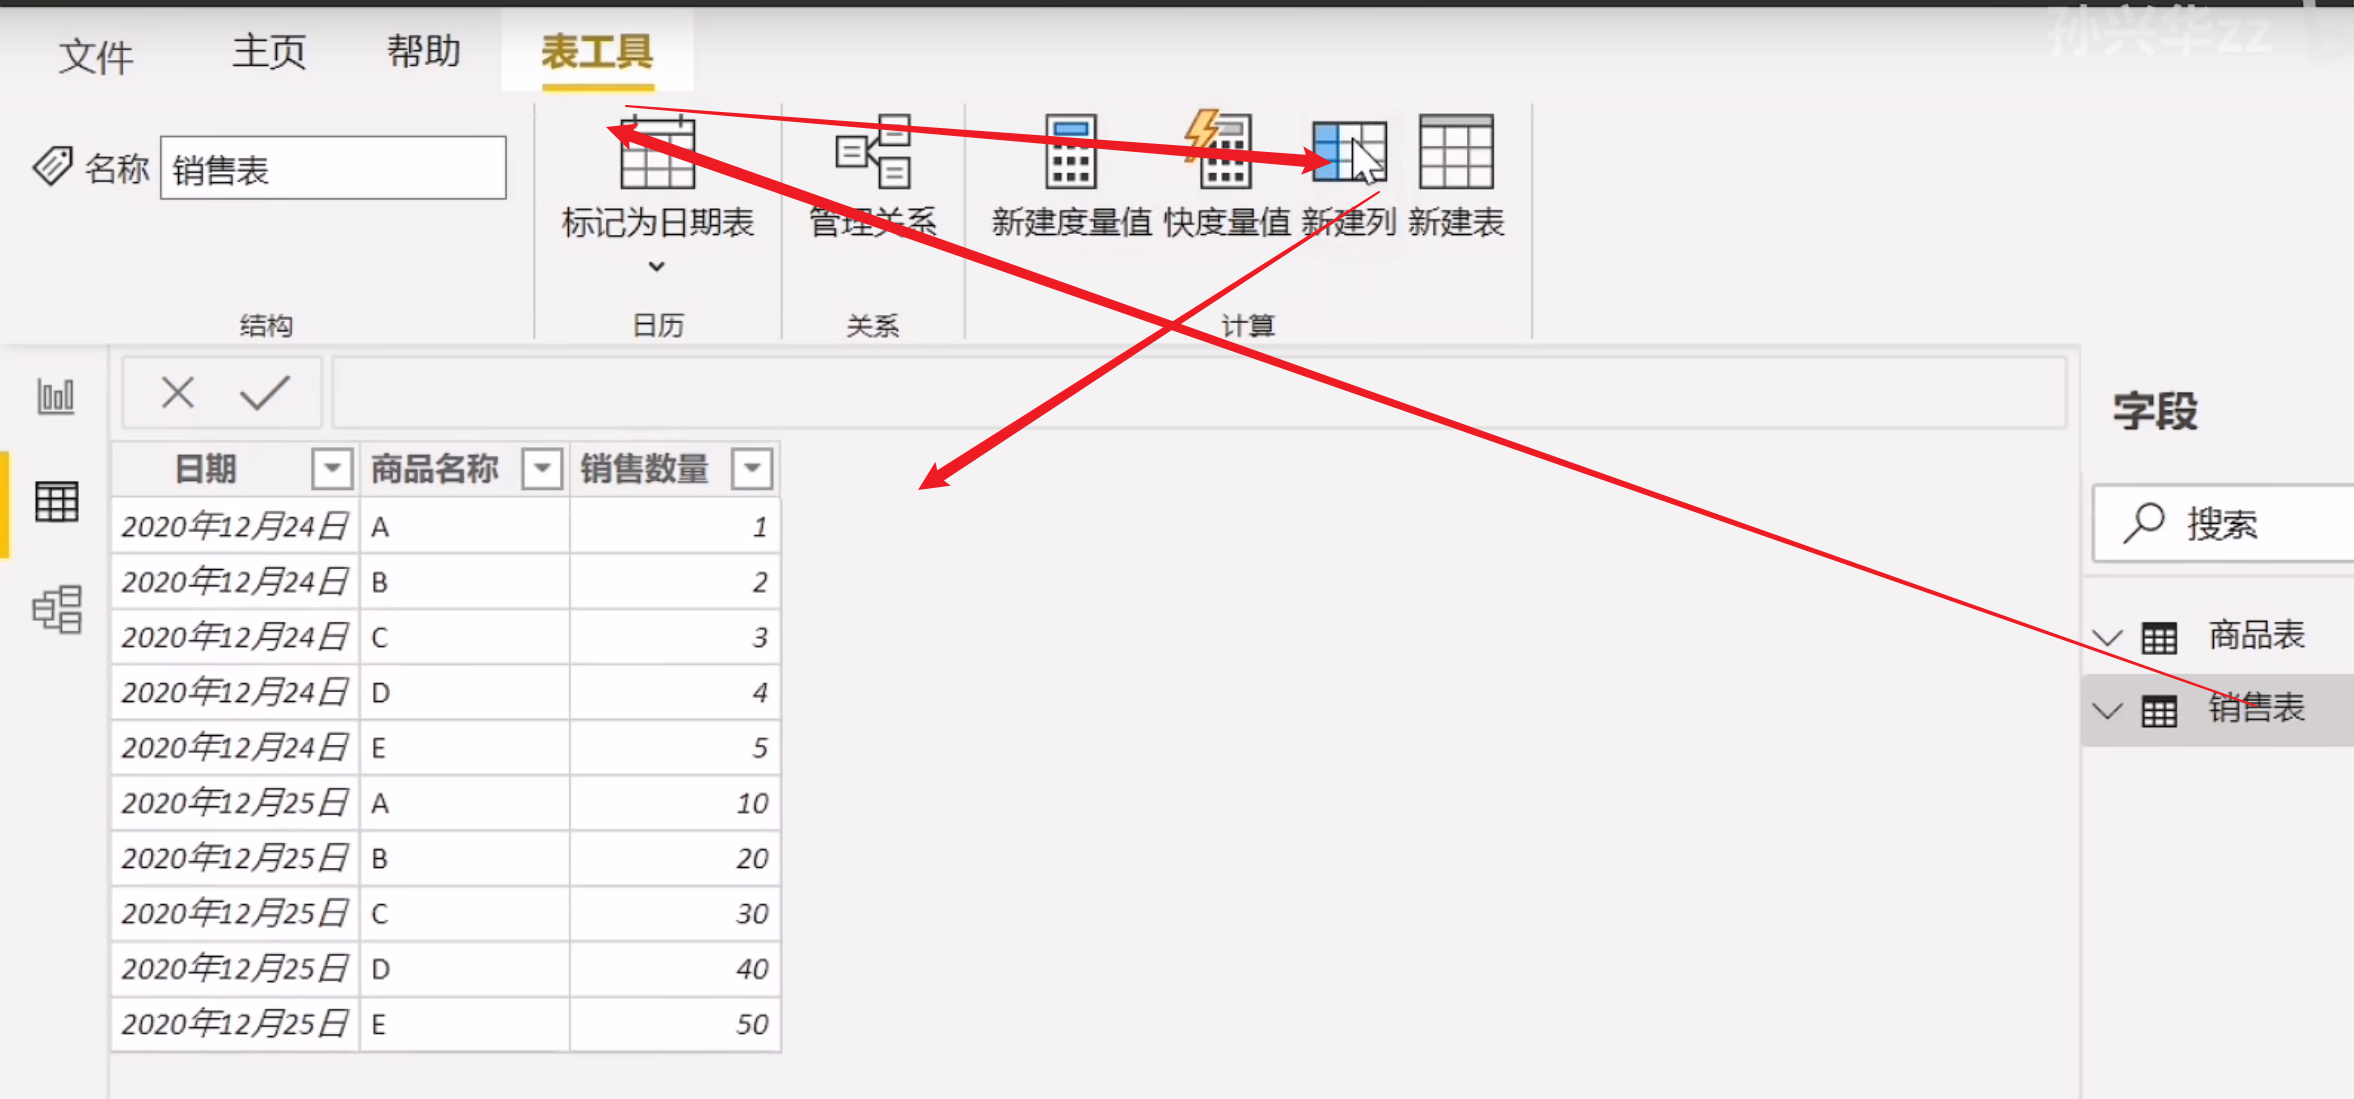 孙兴华zz
文件 主页 帮助 表工具
名称 销售表
标记为日期表 管理关系 新建度量值 快度量值 新建列 新建表
结构 日历 关系 计算
字段
日期 商品名称 销售数量
搜索
2020年12月24日 A 1
2020年12月24日 B 2
2020年12月24日 C 3
2020年12月24日 D 4
2020年12月24日 E 5
2020年12月25日 A 10
2020年12月25日 B 20
2020年12月25日 C 30
2020年12月25日 D 40
2020年12月25日 E 50
商品表
销售表